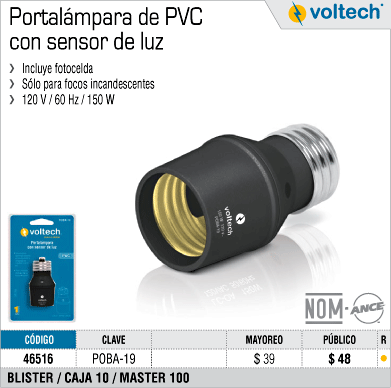 Portalámpara de PVC
con sensor de luz
voltech
Incluye fotocelda
Sólo para focos incandescentes
120 V / 60 Hz / 150 W
voltech
POBA-19
voltech
Portalámpara
con sensor de luz
NOM-ANCE
CÓDIGO CLAVE MAYOREO PÚBLICO R
46516 POBA-19 $ 39 $ 48
BLISTER / CAJA 10 / MASTER 100